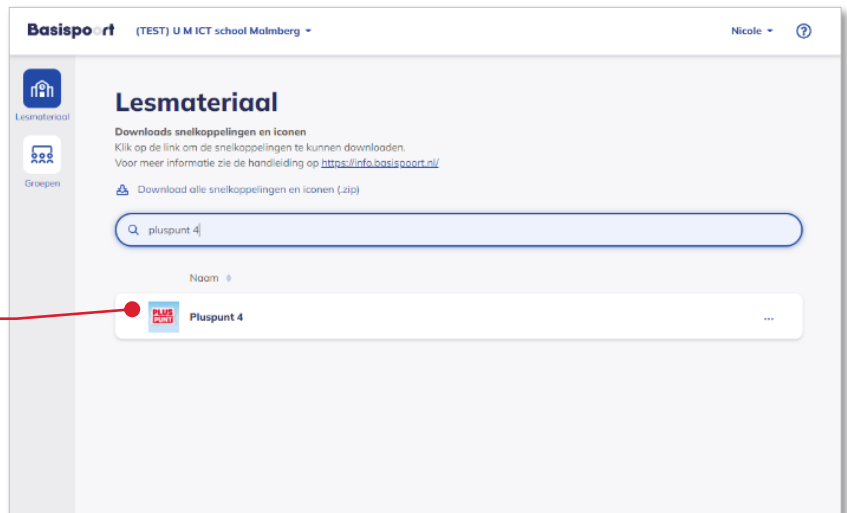 Basispoort (TEST) U M ICT school Malmberg Nicole
Lesmateriaal
Lesmateriaal
Downloads snelkoppelingen en iconen
Klik op de link om de snelkoppelingen te kunnen downloaden.
Voor meer informatie zie de handleiding op https://info.basispoort.nl/
Groepen
Download alle snelkoppelingen en iconen (.zip)
pluspunt 4
Naam
PLUS
PUNT
Pluspunt 4